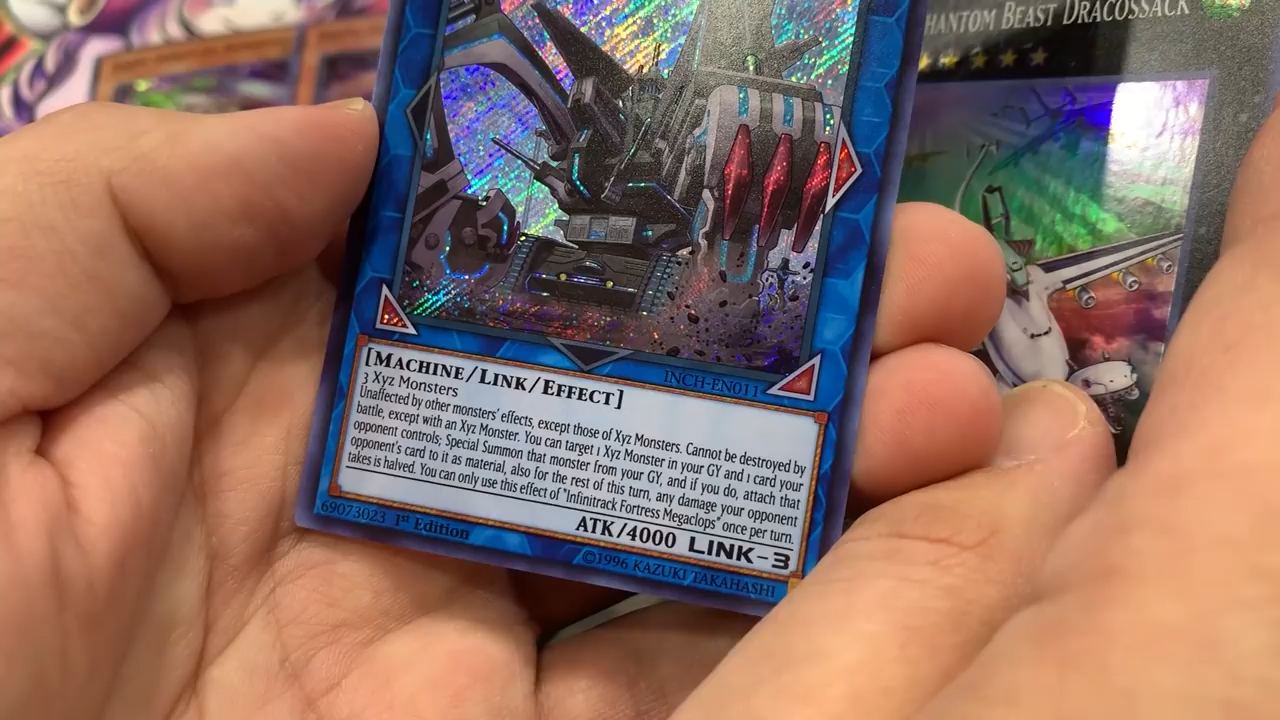 PHANTOM BEAST DRACOSSACK
INCH-EN011
[MACHINE/LINK/EFFECT]
3 Xyz Monsters
Unaffected by other monsters' effects, except those of Xyz Monsters. Cannot be destroyed by
battle, except with an Xyz Monster. You can target 1 Xyz Monster in your GY and 1 card your
opponent controls; Special Summon that monster from your GY, and if you do, attach that
opponent's card to it as material, also for the rest of this turn, any damage your opponent
takes is halved. You can only use this effect of "Infinitrack Fortress Megaclops" once per turn.
ATK/4000 LINK-3
69073023 1st Edition
©1996 KAZUKI TAKAHASHI